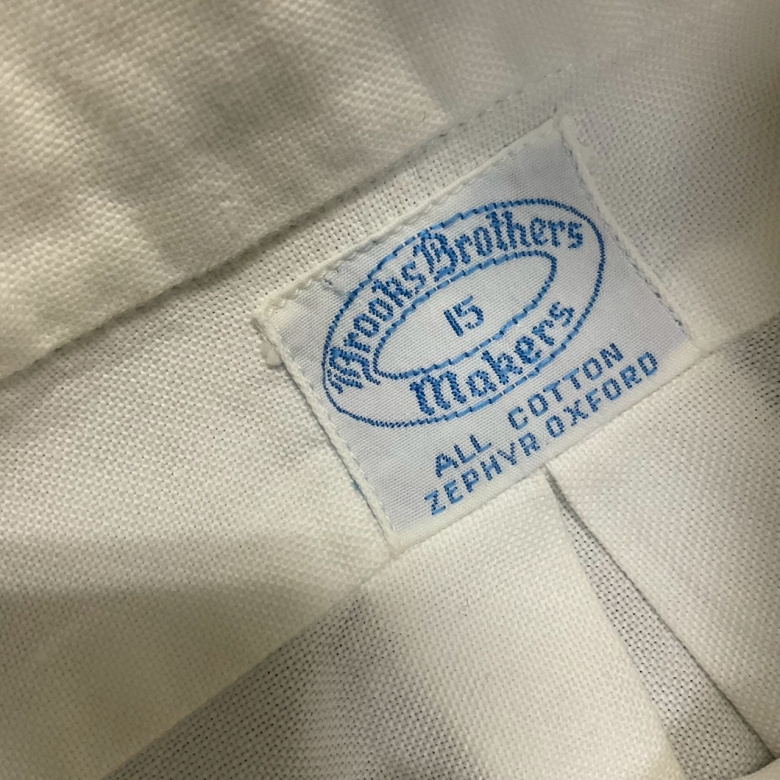 Brooks Brothers
15
Makers
ALL COTTON
ZEPHYR OXFORD